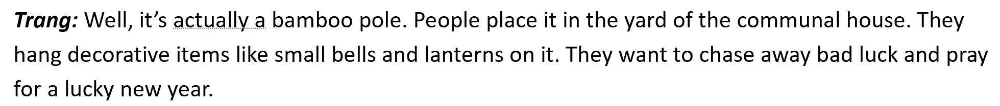 Trang: Well, it’s actually a bamboo pole. People place it in the yard of the communal house. They
hang decorative items like small bells and lanterns on it. They want to chase away bad luck and pray
for a lucky new year.